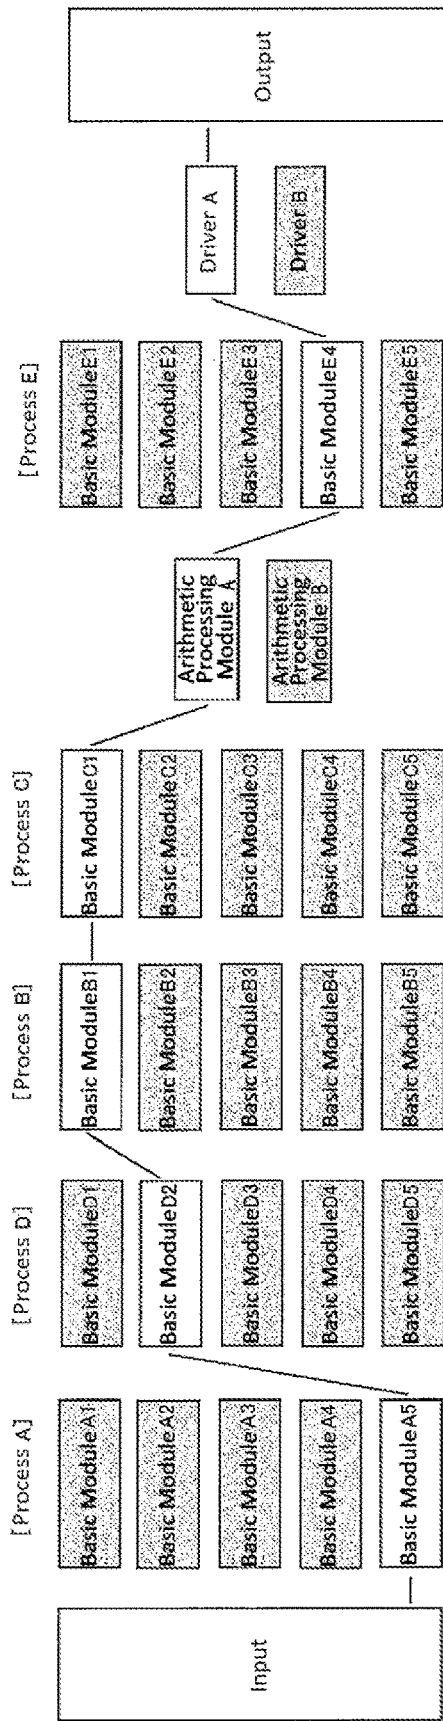 Input
[Process A]
Basic ModuleA1
Basic ModuleA2
Basic ModuleA3
Basic ModuleA4
Basic ModuleA5
[Process D]
Basic ModuleD1
Basic ModuleD2
Basic ModuleD3
Basic ModuleD4
Basic ModuleD5
[Process B]
Basic ModuleB1
Basic ModuleB2
Basic ModuleB3
Basic ModuleB4
Basic ModuleB5
[Process C]
Basic ModuleC1
Basic ModuleC2
Basic ModuleC3
Basic ModuleC4
Basic ModuleC5
Arithmetic
Processing
Module A
Arithmetic
Processing
Module B
[Process E]
Basic ModuleE1
Basic ModuleE2
Basic ModuleE3
Basic ModuleE4
Basic ModuleE5
Driver A
Driver B
Output